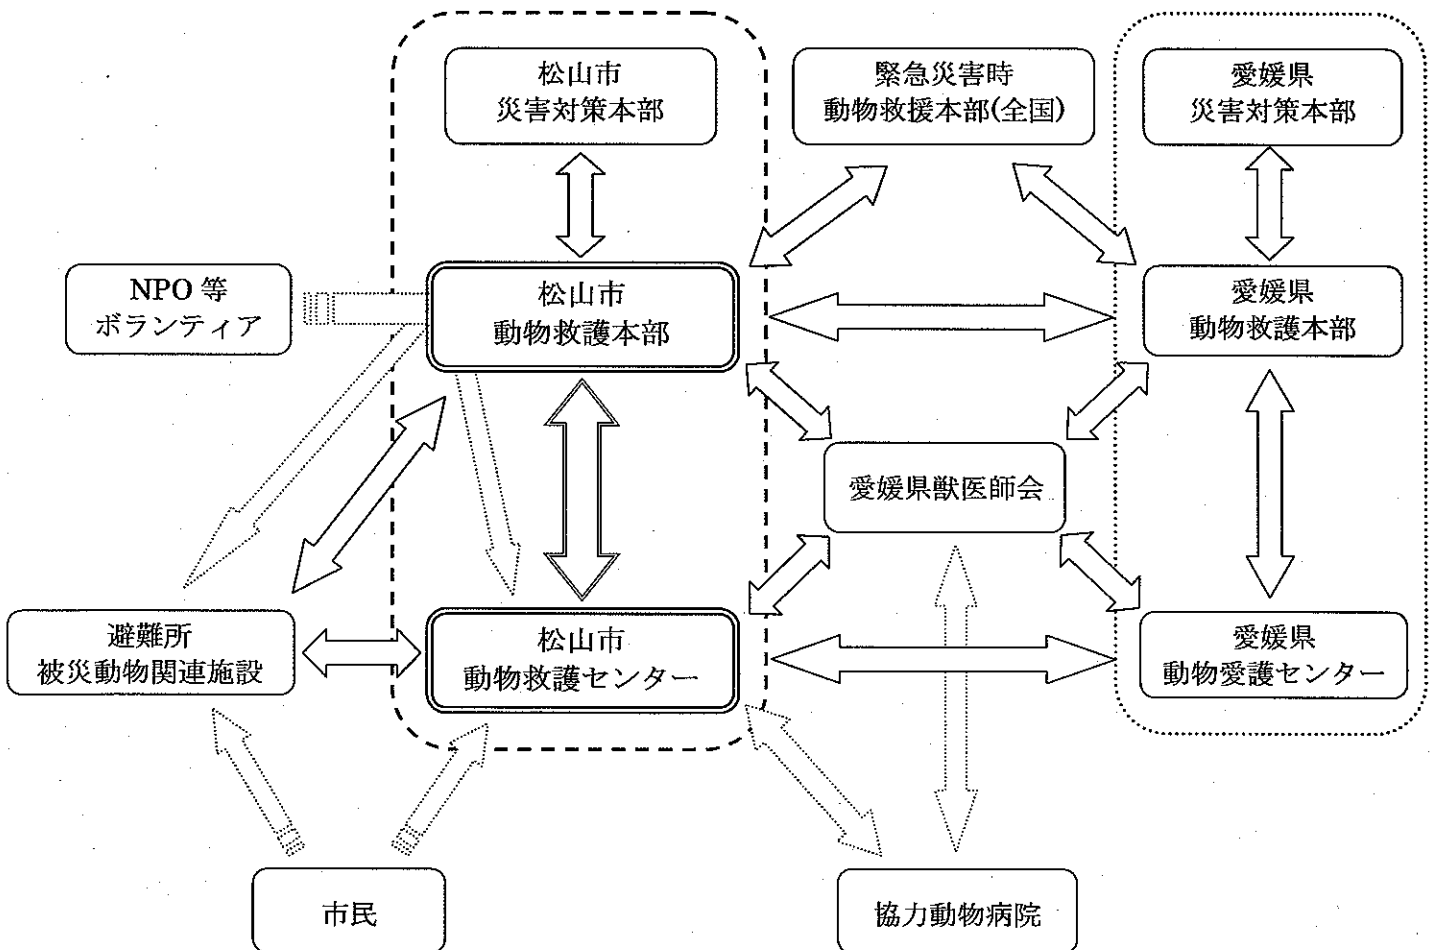 松山市
災害対策本部
緊急災害時
動物救援本部(全国)
愛媛県
災害対策本部
NPO 等
ボランティア
松山市
動物救護本部
愛媛県
動物救護本部
愛媛県獣医師会
避難所
被災動物関連施設
松山市
動物救護センター
愛媛県
動物愛護センター
市民
協力動物病院